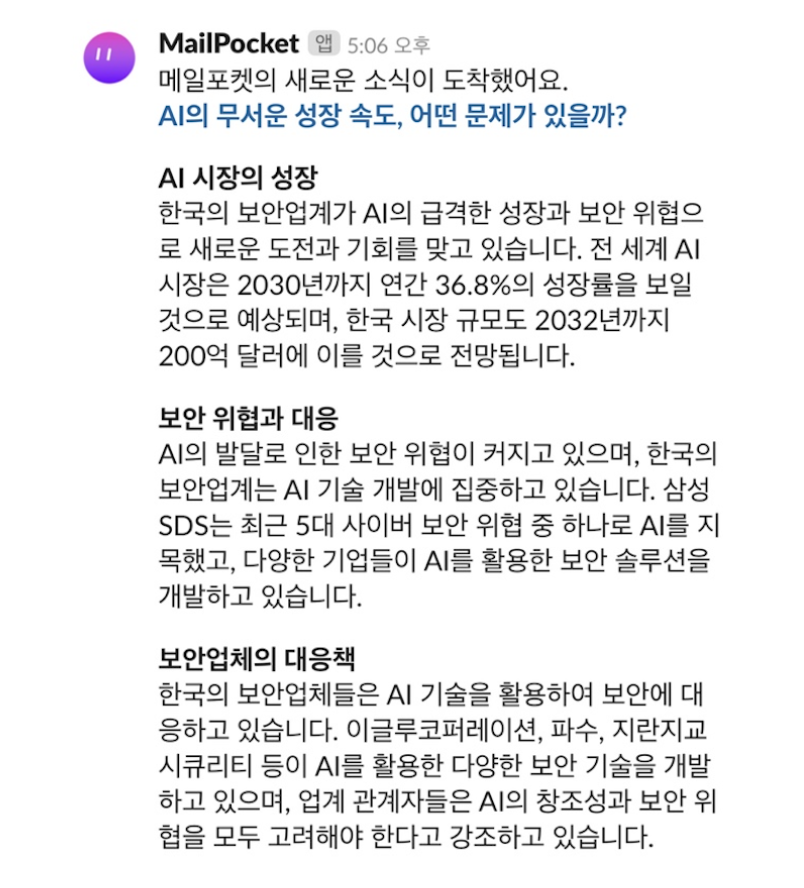 MailPocket 앱 5:06 오후
메일포켓의 새로운 소식이 도착했어요.
AI의 무서운 성장 속도, 어떤 문제가 있을까?
AI 시장의 성장
한국의 보안업계가 AI의 급격한 성장과 보안 위협으
로 새로운 도전과 기회를 맞고 있습니다. 전 세계 AI
시장은 2030년까지 연간 36.8%의 성장률을 보일
것으로 예상되며, 한국 시장 규모도 2032년까지
200억 달러에 이를 것으로 전망됩니다.
보안 위협과 대응
AI의 발달로 인한 보안 위협이 커지고 있으며, 한국의
보안업계는 AI 기술 개발에 집중하고 있습니다. 삼성
SDS는 최근 5대 사이버 보안 위협 중 하나로 AI를 지
목했고, 다양한 기업들이 AI를 활용한 보안 솔루션을
개발하고 있습니다.
보안업체의 대응책
한국의 보안업체들은 AI 기술을 활용하여 보안에 대
응하고 있습니다. 이글루코퍼레이션, 파수, 지란지교
시큐리티 등이 AI를 활용한 다양한 보안 기술을 개발
하고 있으며, 업계 관계자들은 AI의 창조성과 보안 위
협을 모두 고려해야 한다고 강조하고 있습니다.